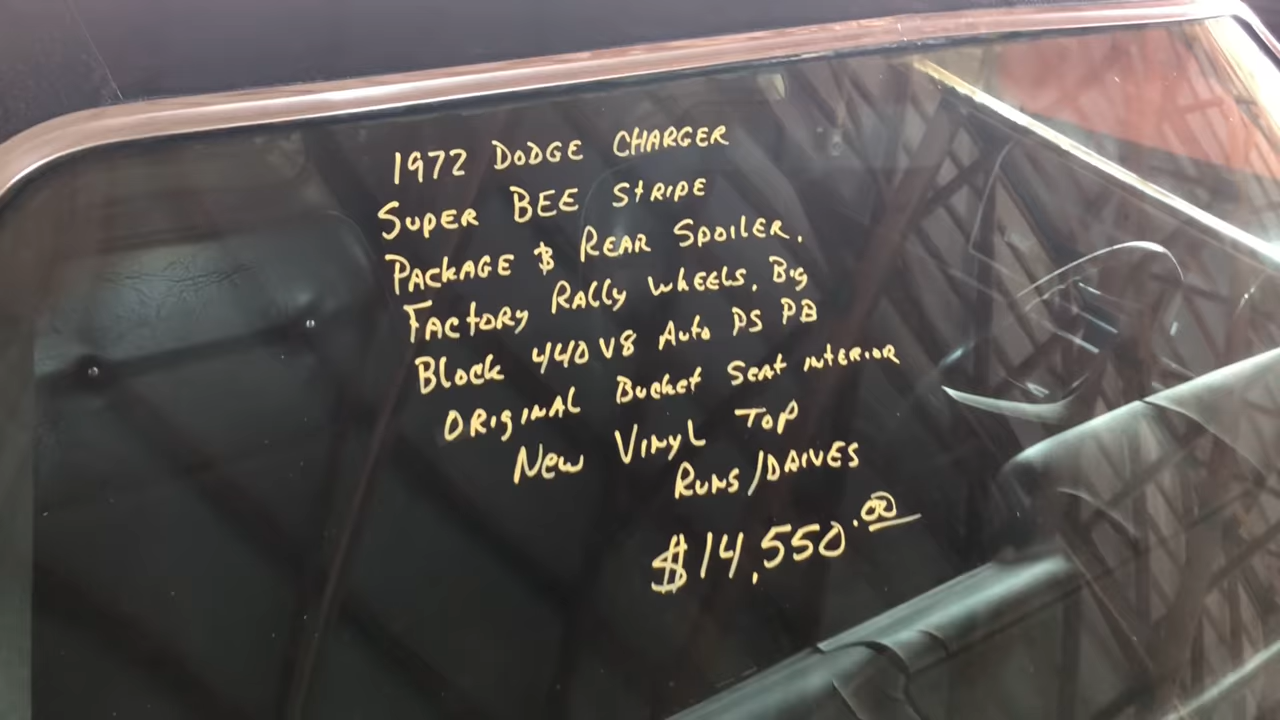 1972 DODGE CHARGER
SUPER BEE STRIPE
PACKAGE & REAR SPOILER.
FACTORY RALLY WHEELS. Big
Block 440 V8 Auto PS PB
ORIGINAL Bucket SEAT INTERIOR
New Vinyl Top
RUNS/DRIVES
$14,550.00